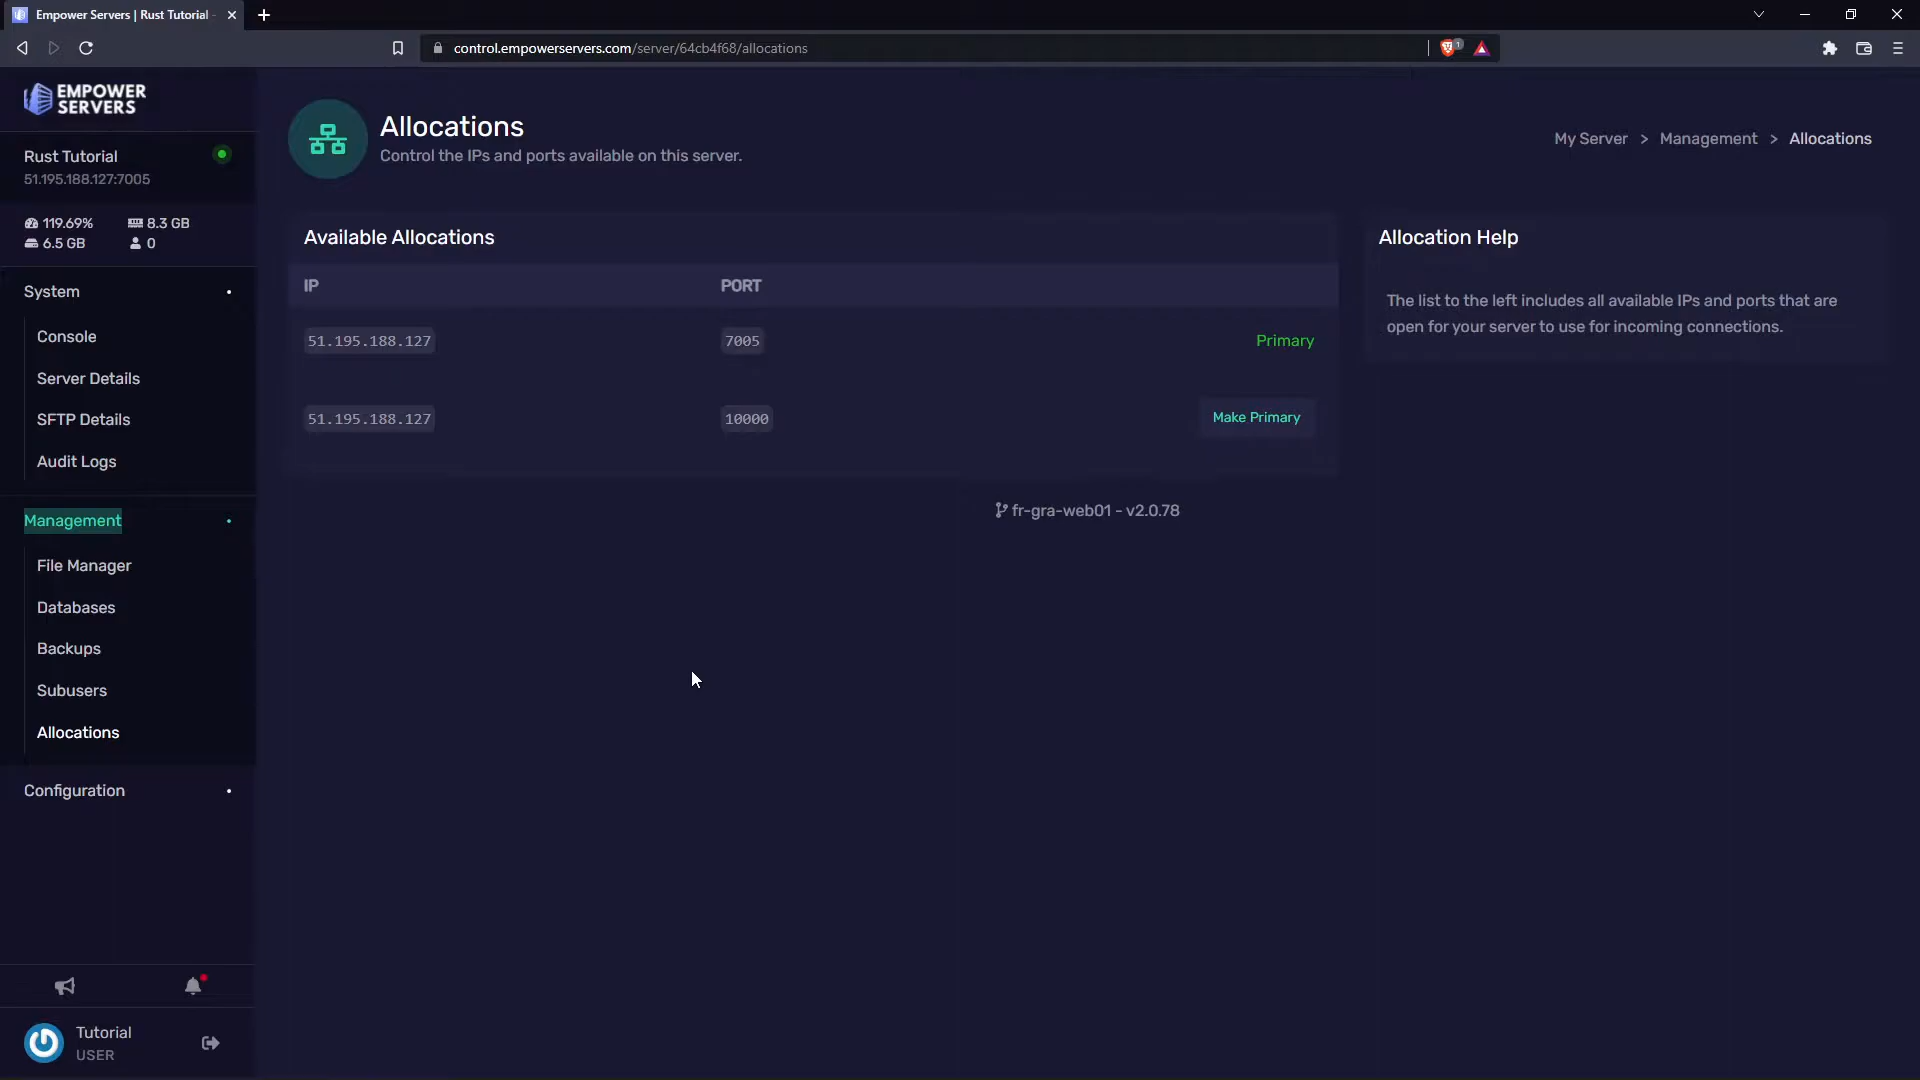 Empower Servers | Rust Tutorial -
control.empowerservers.com/server/64cb4f68/allocations
1
EMPOWER
SERVERS
Rust Tutorial
51.195.188.127:7005
119.69%
8.3 GB
6.5 GB
0
System
Console
Server Details
SFTP Details
Audit Logs
Management
File Manager
Databases
Backups
Subusers
Allocations
Configuration
Tutorial
USER
Allocations
Control the IPs and ports available on this server.
My Server > Management > Allocations
Available Allocations
IP PORT
51.195.188.127 7005 Primary
51.195.188.127 10000 Make Primary
fr-gra-web01 - v2.0.78
Allocation Help
The list to the left includes all available IPs and ports that are
open for your server to use for incoming connections.